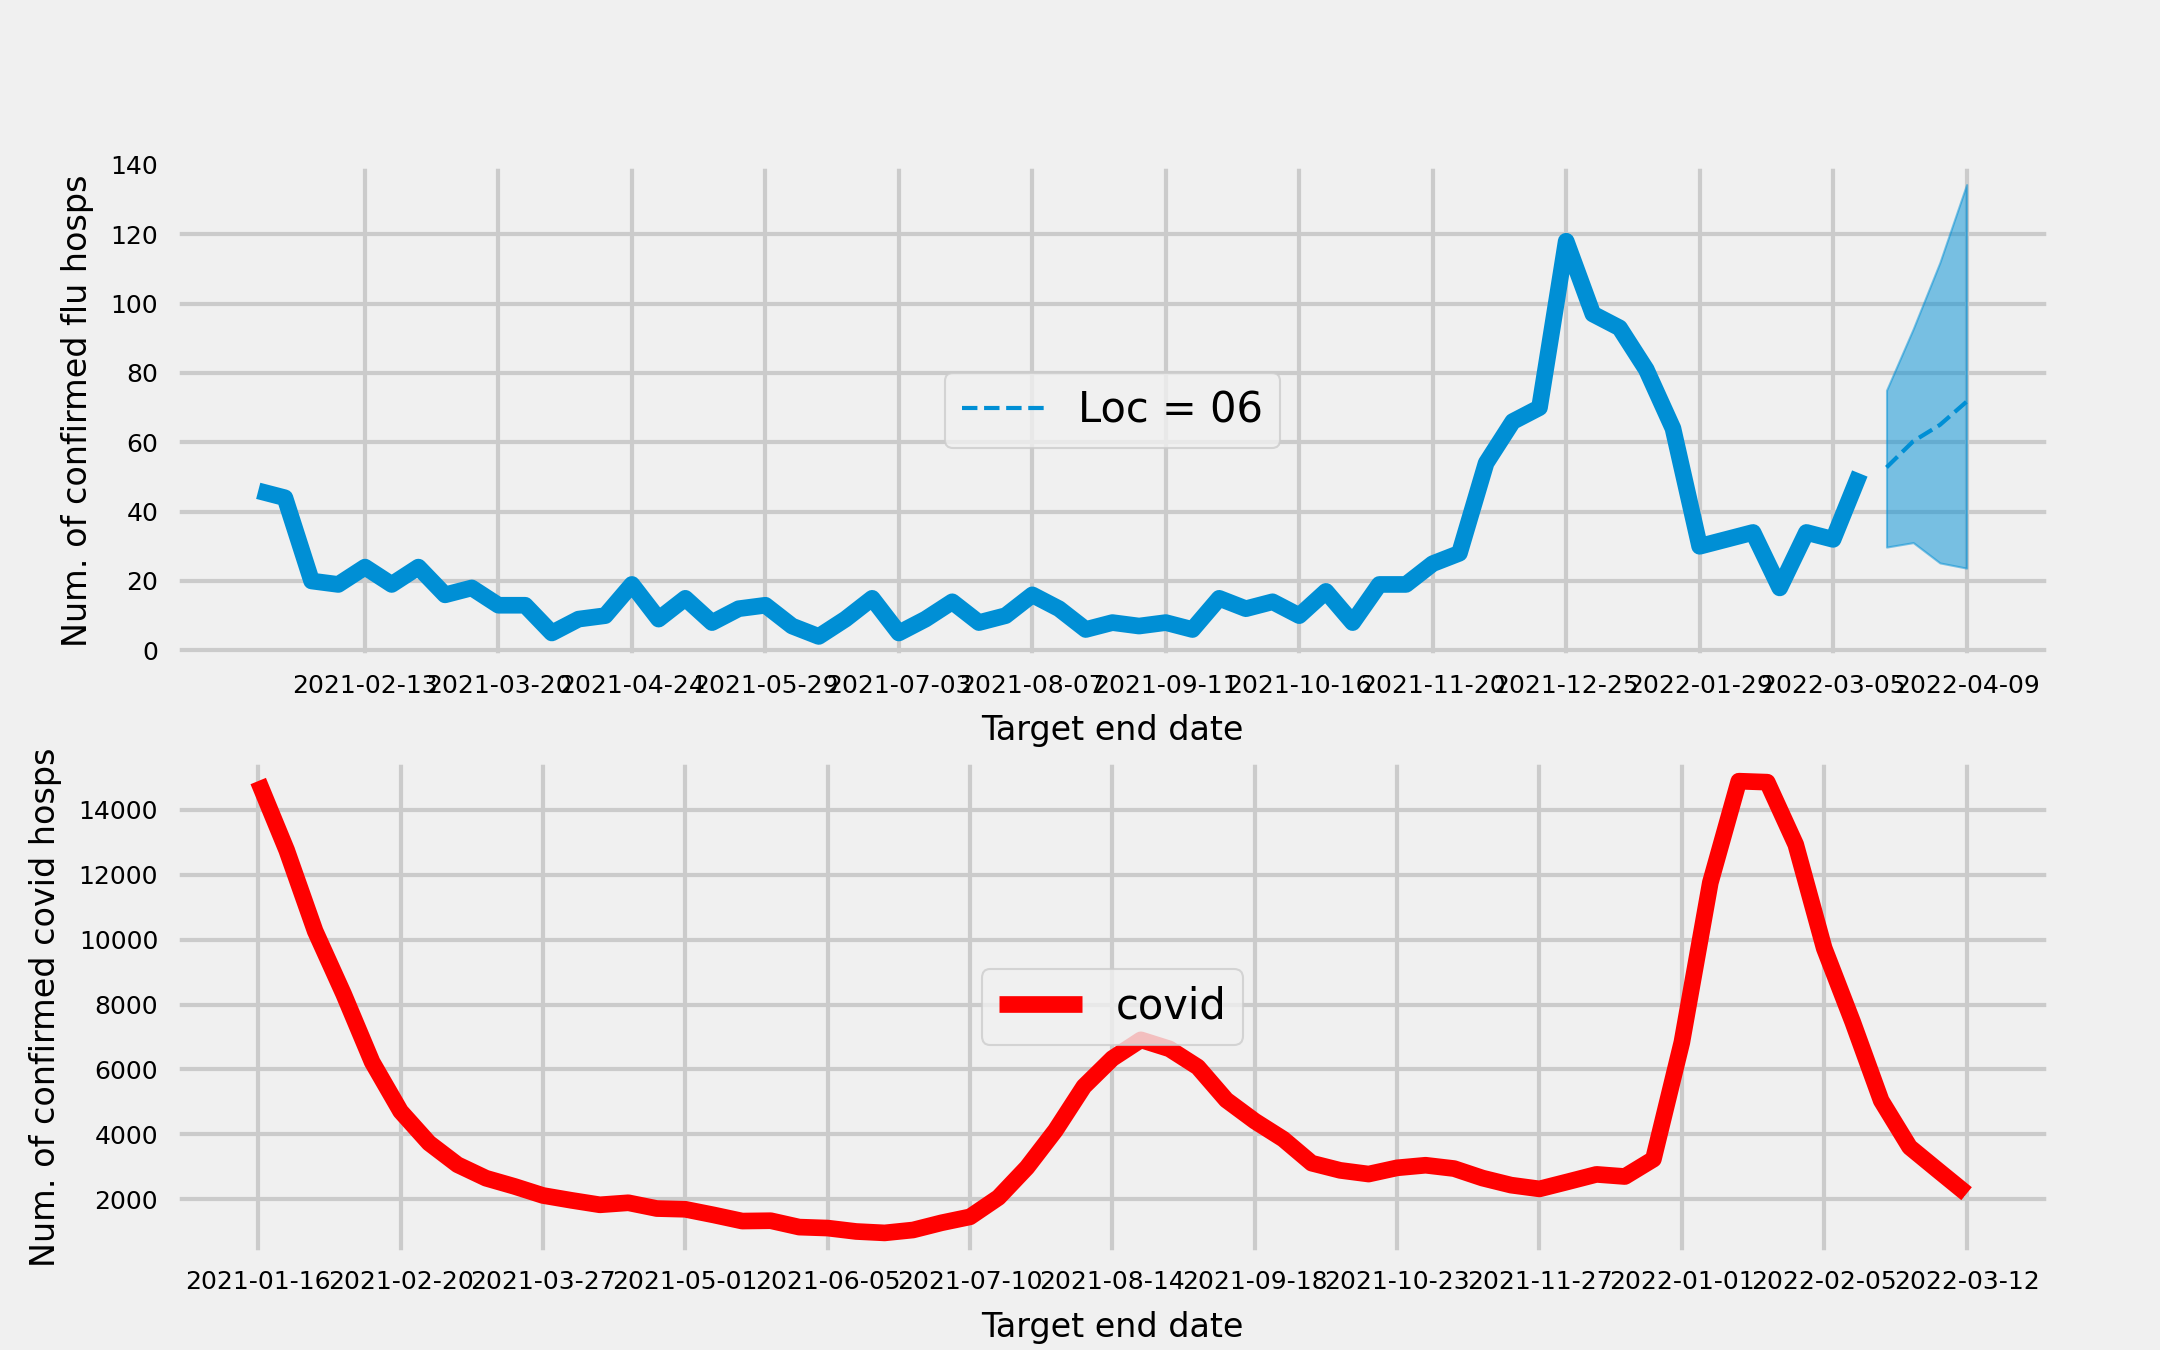 Num. of confirmed flu hosps
140
120
100
80
60
40
20
0
Loc = 06
2021-02-13 2021-03-20 2021-04-24 2021-05-29 2021-07-03 2021-08-07 2021-09-11 2021-10-16 2021-11-20 2021-12-25 2022-01-29 2022-03-05 2022-04-09
Target end date
Num. of confirmed covid hosps
14000
12000
10000
8000
6000
4000
2000
covid
2021-01-16 2021-02-20 2021-03-27 2021-05-01 2021-06-05 2021-07-10 2021-08-14 2021-09-18 2021-10-23 2021-11-27 2022-01-01 2022-02-05 2022-03-12
Target end date